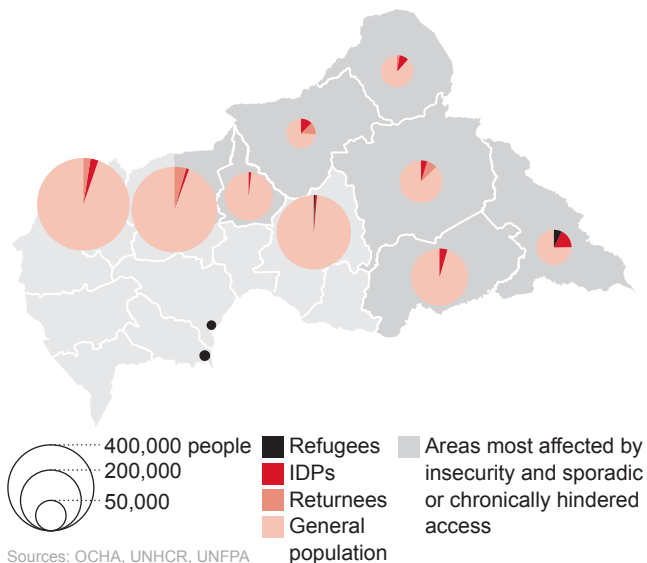 400,000 people
200,000
50,000
Refugees
IDPs
Returnees
General
population
Areas most affected by
insecurity and sporadic
or chronically hindered
access
Sources: OCHA, UNHCR, UNFPA